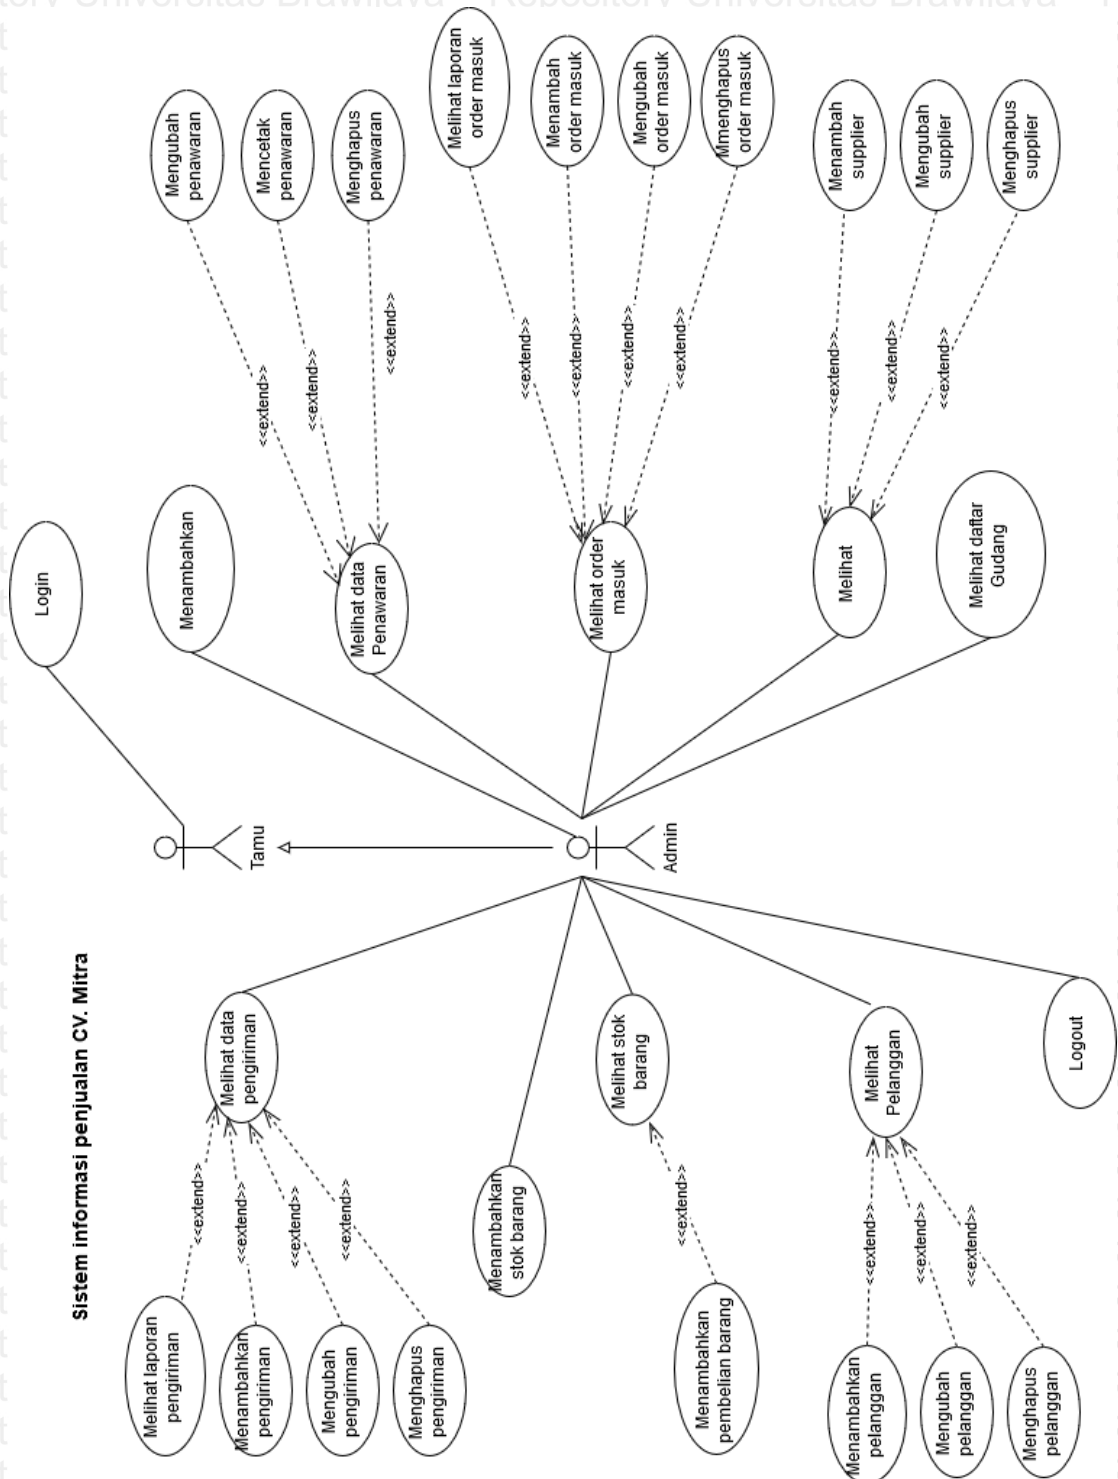 Repository Universitas Brawijaya
Sistem informasi penjualan CV. Mitra
Melihat laporan
pengiriman
Menambahkan
pengiriman
Mengubah
pengiriman
Menghapus
pengiriman
<<extend>>
<<extend>>
<<extend>>
<<extend>>
Melihat data
pengiriman
Menambahkan
stok barang
Menambahkan
pembelian barang
<<extend>>
Melihat stok
barang
Menambahkan
pelanggan
Mengubah
pelanggan
Menghapus
pelanggan
<<extend>>
<<extend>>
<<extend>>
Melihat
Pelanggan
Logout
Tamu
Admin
Login
Menambahkan
Melihat data
Penawaran
<<extend>>
<<extend>>
<<extend>>
Mengubah
penawaran
Mencetak
penawaran
Menghapus
penawaran
Melihat order
masuk
<<extend>>
<<extend>>
<<extend>>
<<extend>>
Melihat laporan
order masuk
Menambah
order masuk
Mengubah
order masuk
Mmenghapus
order masuk
Melihat
<<extend>>
<<extend>>
<<extend>>
Menambah
supplier
Mengubah
supplier
Menghapus
supplier
Melihat daftar
Gudang